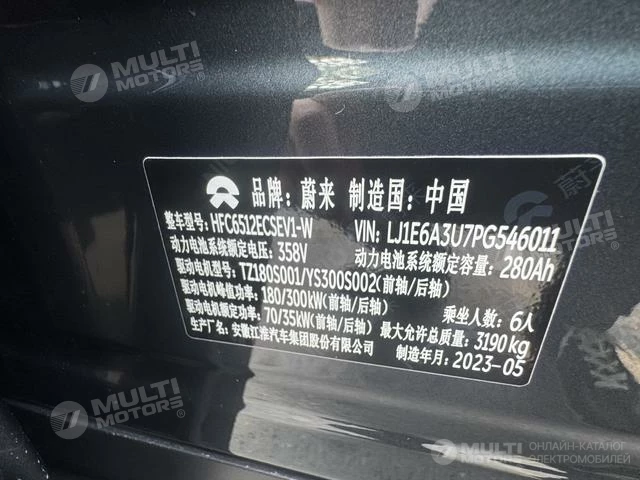 MULTI MOTORS®
MULTI MOTORS®
品牌: 蔚来 制造国: 中国
整车型号: HFC6512ECSEV1-W VIN: LJ1E6A3U7PG546011
动力电池系统额定电压: 358V 动力电池系统额定容量: 280Ah
驱动电机型号: TZ180S001/YS300S002(前轴/后轴)
驱动电机峰值功率: 180/300kW(前轴/后轴) 乘坐人数: 6人
驱动电机额定功率: 70/35kW(前轴/后轴) 最大允许总质量: 3190kg
生产厂名: 安徽江淮汽车集团股份有限公司 制造年月: 2023-05
MULTI MOTORS®
MULTI MOTORS® ОНЛАЙН-КАТАЛОГ ЭЛЕКТРОМОБИЛЕЙ